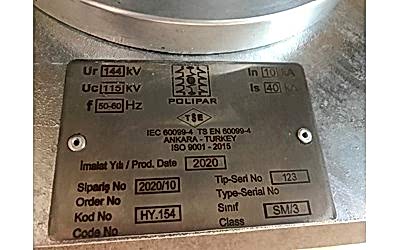 Ur 144 kV
Uc 115 kV
f 50-60 Hz
POLIPAR
In 10 kA
Is 40 kA
TSE
IEC 60099-4 TS EN 60099-4
ANKARA - TURKEY
ISO 9001 - 2015
İmalat Yılı / Prod. Date 2020
Sipariş No 2020/10
Order No
Kod No HY.154
Code No
Tip-Seri No 123
Type-Serial No
Sınıf SM/3
Class